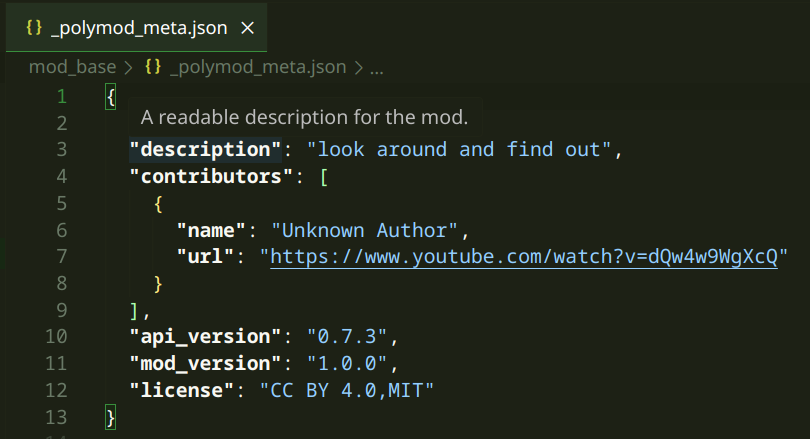 {} _polymod_meta.json ×
mod_base > {} _polymod_meta.json > ...
1 {
2
A readable description for the mod.
3 "description": "look around and find out",
4 "contributors": [
5 {
6 "name": "Unknown Author",
7 "url": "https://www.youtube.com/watch?v=dQw4w9WgXcQ"
8 }
9 ],
10 "api_version": "0.7.3",
11 "mod_version": "1.0.0",
12 "license": "CC BY 4.0,MIT"
13 }